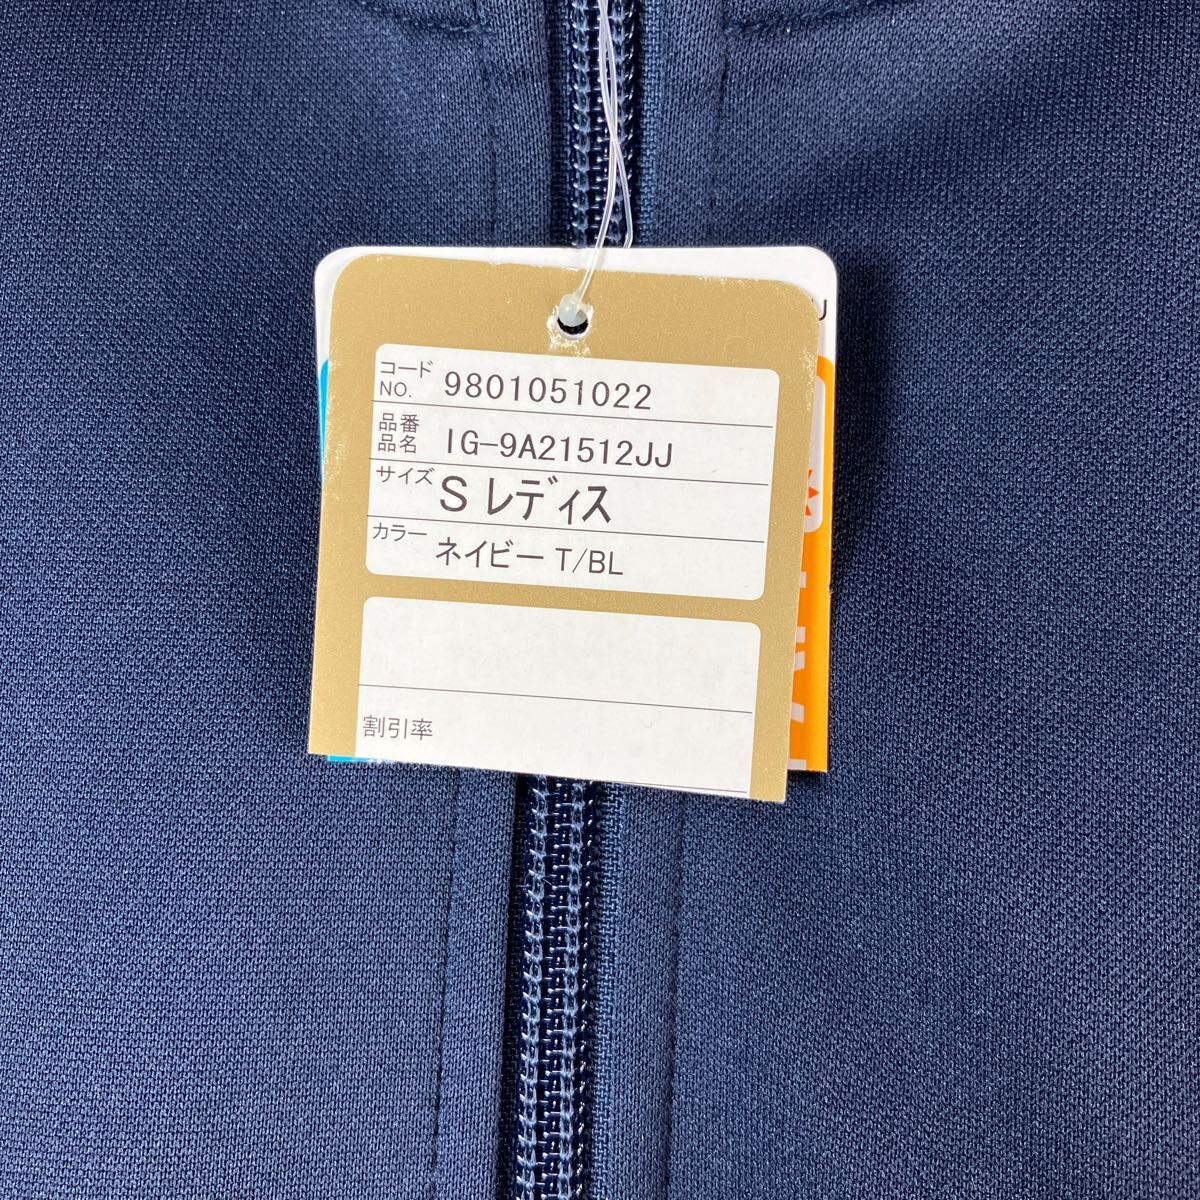 コード NO. 9801051022
品番 品名 IG-9A21512JJ
サイズ S レディス
カラー ネイビー T/BL
割引率